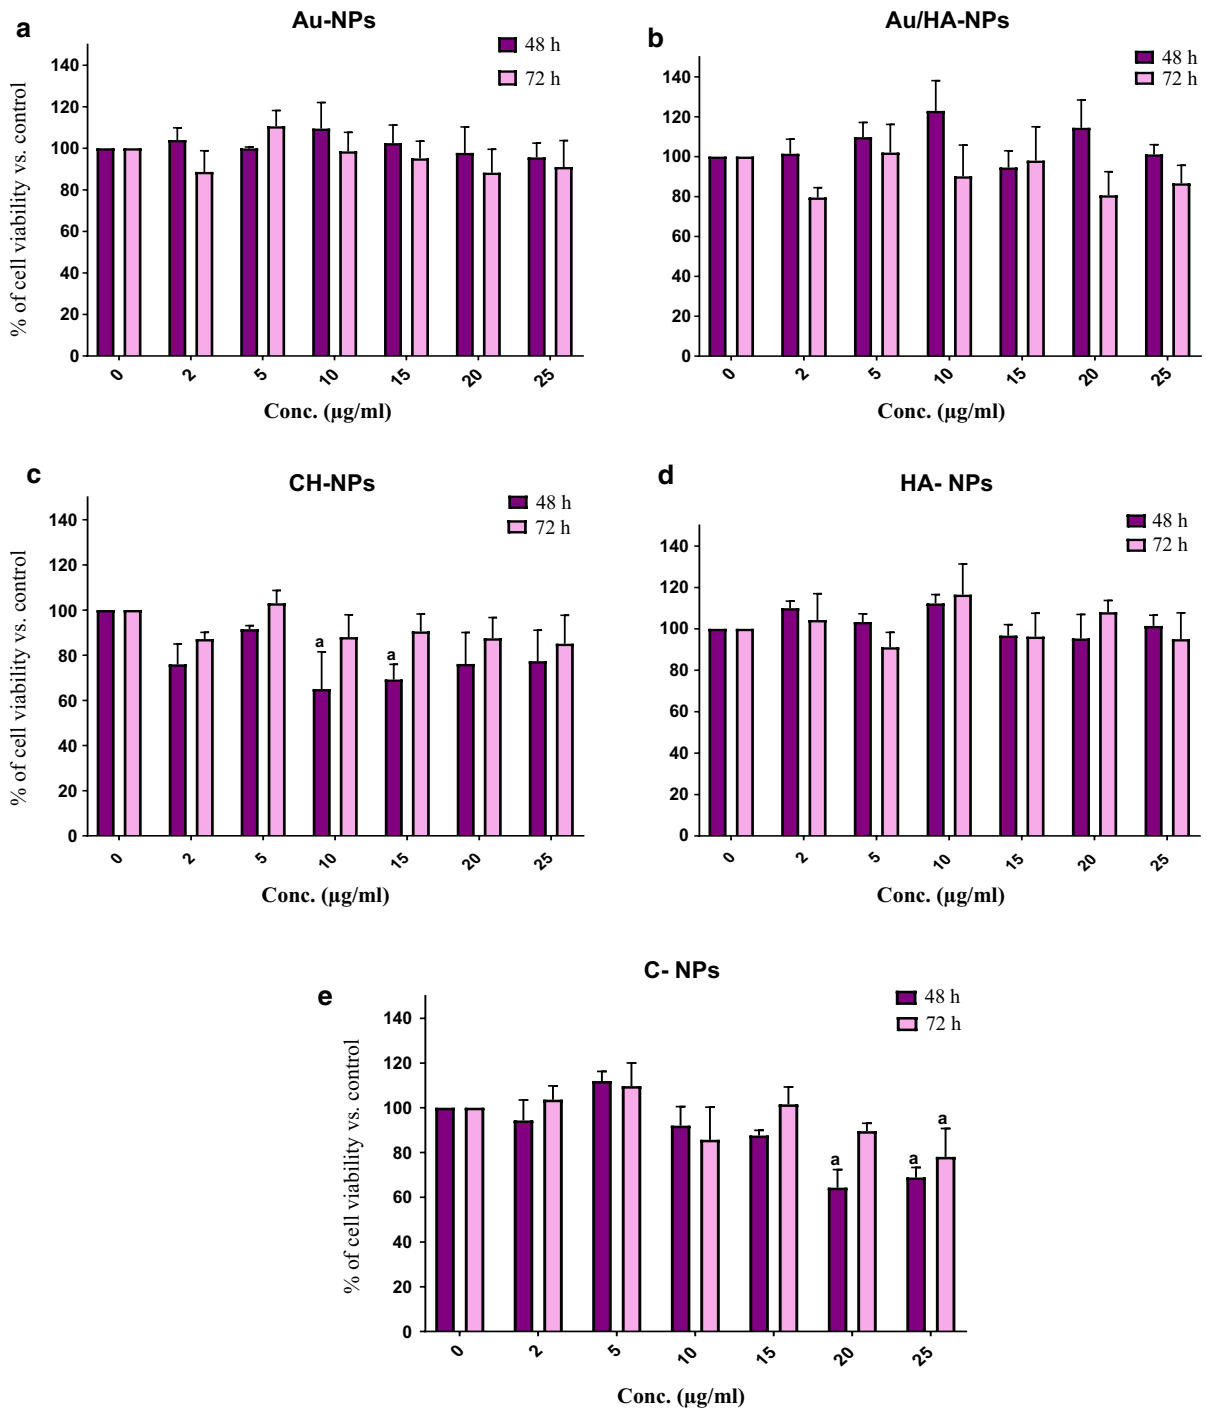 a
Au-NPs
48 h
72 h
% of cell viability vs. control
140
120
100
80
60
40
20
0
0 2 5 10 15 20 25
Conc. (µg/ml)
b
Au/HA-NPs
48 h
72 h
140
120
100
80
60
40
20
0
0 2 5 10 15 20 25
Conc. (µg/ml)
c
CH-NPs
48 h
72 h
% of cell viability vs. control
140
120
100
80
60
40
20
0
a a
0 2 5 10 15 20 25
Conc. (µg/ml)
d
HA- NPs
48 h
72 h
140
120
100
80
60
40
20
0
0 2 5 10 15 20 25
Conc. (µg/ml)
e
C- NPs
48 h
72 h
% of cell viability vs. control
140
120
100
80
60
40
20
0
a a a
0 2 5 10 15 20 25
Conc. (µg/ml)